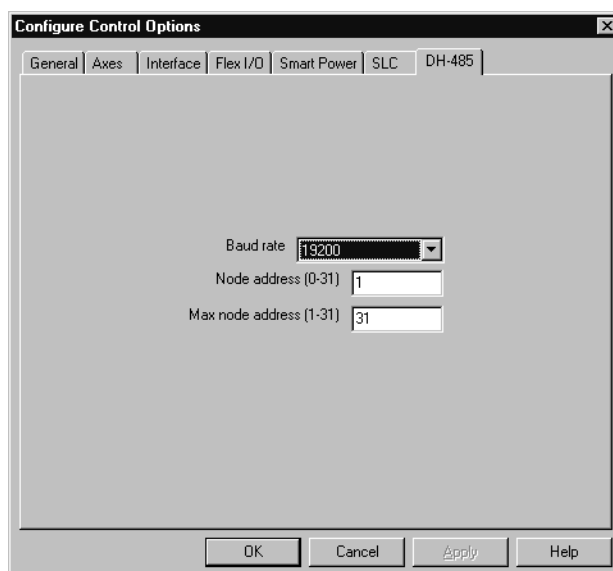 Configure Control Options
General Axes Interface Flex I/O Smart Power SLC DH-485
Baud rate 19200
Node address (0-31) 1
Max node address (1-31) 31
OK Cancel Apply Help